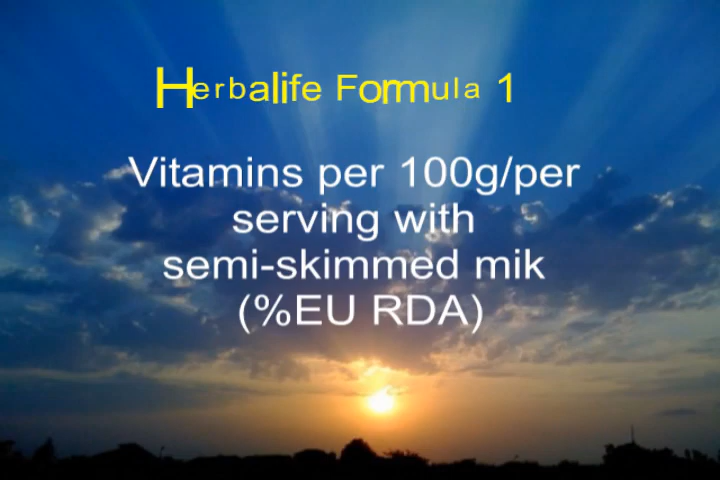 Herbalife Formula 1
Vitamins per 100g/per
serving with
semi-skimmed mik
(%EU RDA)